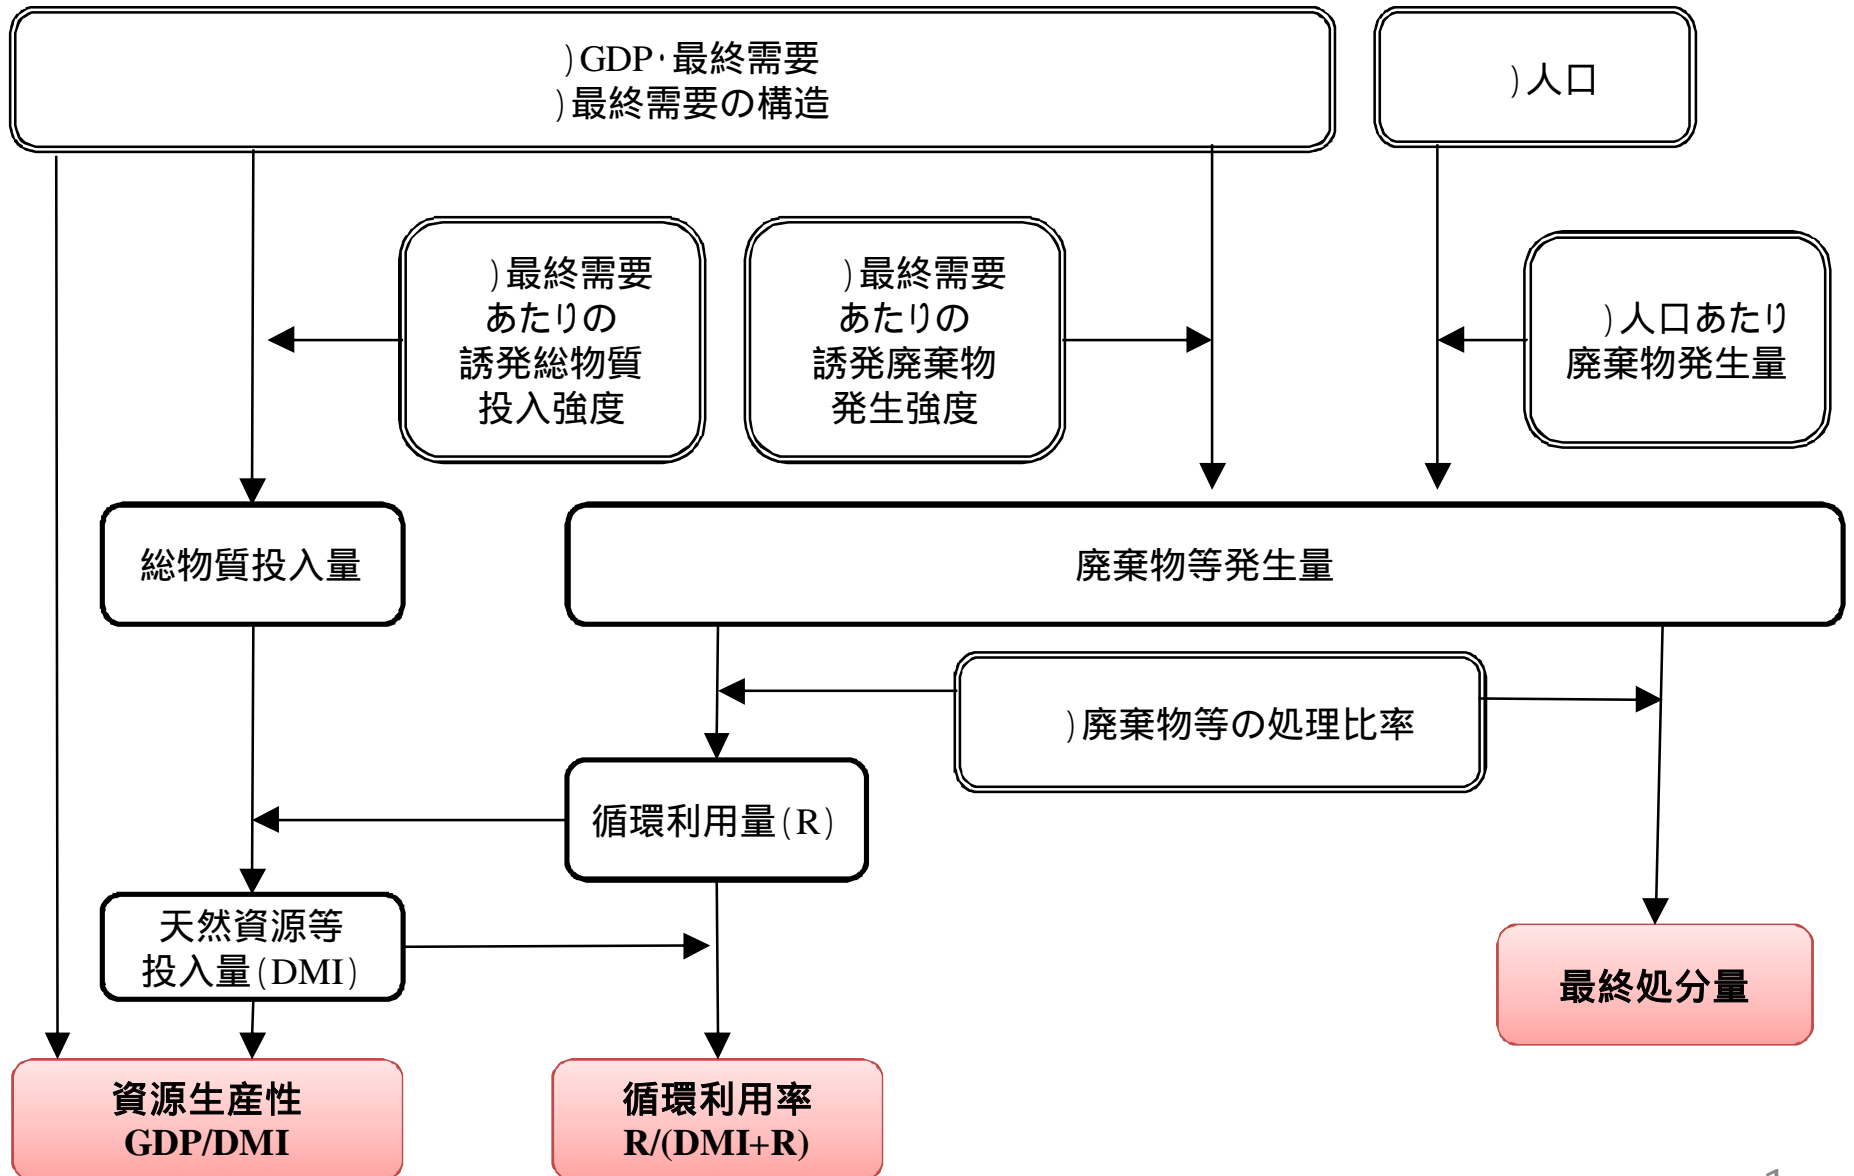 )GDP・最終需要
)最終需要の構造
)人口
)最終需要
あたりの
誘発総物質
投入強度
)最終需要
あたりの
誘発廃棄物
発生強度
)人口あたり
廃棄物発生量
総物質投入量
廃棄物等発生量
)廃棄物等の処理比率
循環利用量(R)
天然資源等
投入量(DMI)
最終処分量
資源生産性
GDP/DMI
循環利用率
R/(DMI+R)
1